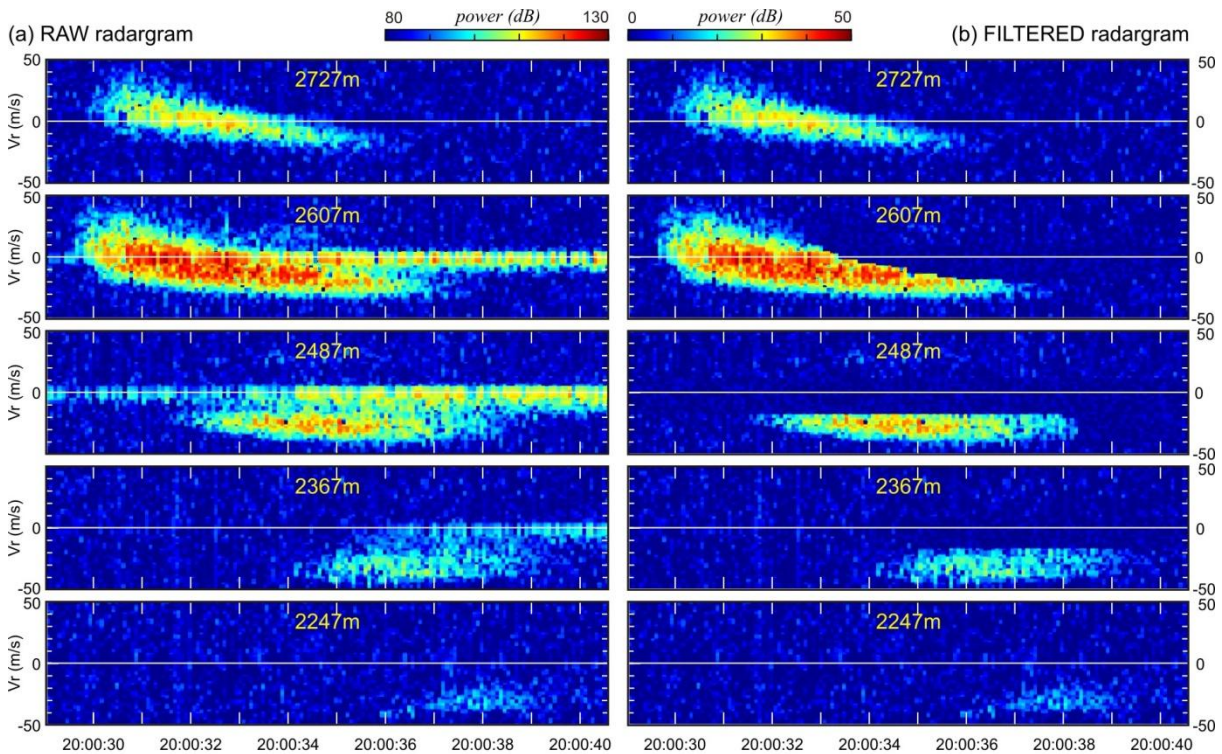 80 power (dB) 130 0 power (dB) 50
(a) RAW radargram (b) FILTERED radargram
50 2727m 2727m 50
Vr (m/s) 0 0
-50 -50
50 2607m 2607m 50
Vr (m/s) 0 0
-50 -50
50 2487m 2487m 50
Vr (m/s) 0 0
-50 -50
50 2367m 2367m 50
Vr (m/s) 0 0
-50 -50
50 2247m 2247m 50
Vr (m/s) 0 0
-50 -50
20:00:30 20:00:32 20:00:34 20:00:36 20:00:38 20:00:40 20:00:30 20:00:32 20:00:34 20:00:36 20:00:38 20:00:40